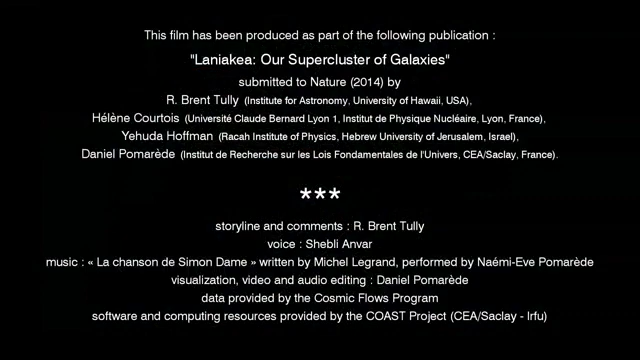 This film has been produced as part of the following publication :
"Laniakea: Our Supercluster of Galaxies"
submitted to Nature (2014) by
R. Brent Tully (Institute for Astronomy, University of Hawaii, USA),
Hélène Courtois (Université Claude Bernard Lyon 1, Institut de Physique Nucléaire, Lyon, France),
Yehuda Hoffman (Racah Institute of Physics, Hebrew University of Jerusalem, Israel),
Daniel Pomarède (Institut de Recherche sur les Lois Fondamentales de l'Univers, CEA/Saclay, France).
***
storyline and comments : R. Brent Tully
voice : Shebli Anvar
music : « La chanson de Simon Dame » written by Michel Legrand, performed by Naémi-Eve Pomarède
visualization, video and audio editing : Daniel Pomarède
data provided by the Cosmic Flows Program
software and computing resources provided by the COAST Project (CEA/Saclay - Irfu)